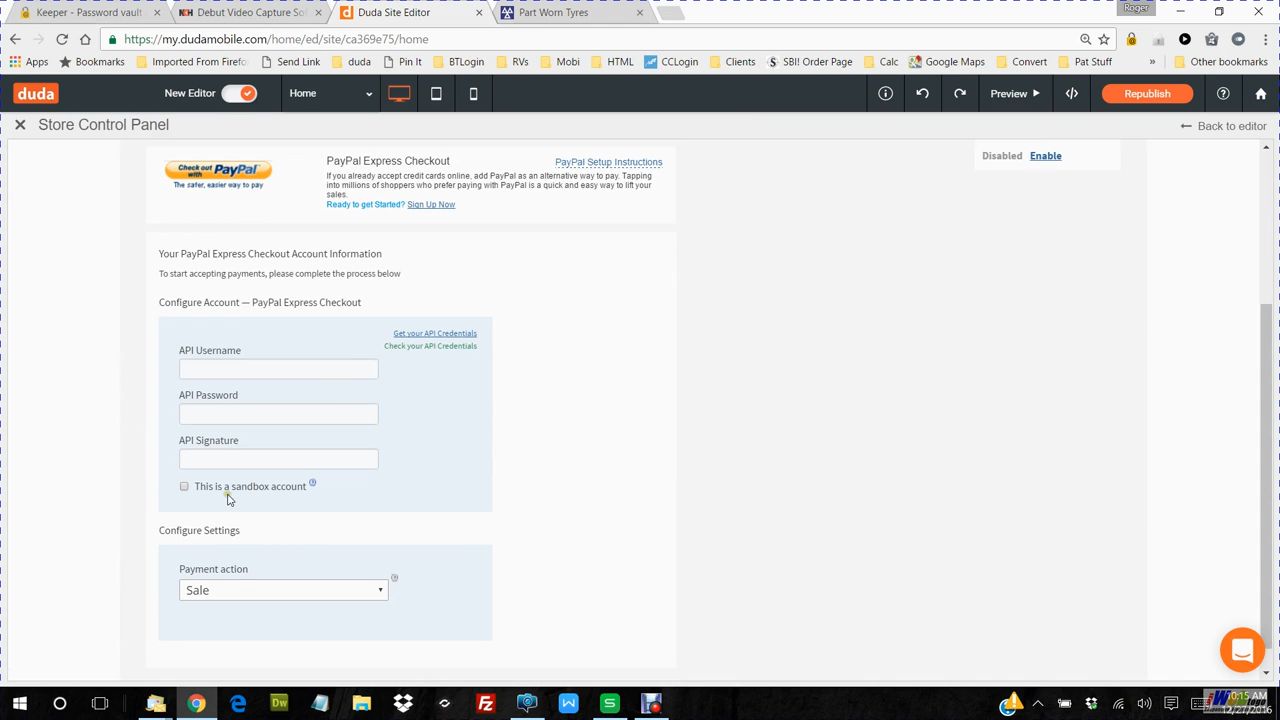 Roger
Keeper - Password vault
NCH Debut Video Capture So
Duda Site Editor
Part Worn Tyres
https://my.dudamobile.com/home/ed/site/ca369e75/home
Apps Bookmarks Imported From Firefo Send Link duda Pin It BTLogin RVs Mobi HTML CCLogin Clients SBI! Order Page Calc Google Maps Convert Pat Stuff » Other bookmarks
duda New Editor Home Preview Republish
Store Control Panel Back to editor
Check out with PayPal
The safer, easier way to pay
PayPal Express Checkout PayPal Setup Instructions
If you already accept credit cards online, add PayPal as an alternative way to pay. Tapping
into millions of shoppers who prefer paying with PayPal is a quick and easy way to lift your
sales.
Ready to get Started? Sign Up Now
Disabled Enable
Your PayPal Express Checkout Account Information
To start accepting payments, please complete the process below
Configure Account — PayPal Express Checkout
Get your API Credentials
Check your API Credentials
API Username
API Password
API Signature
This is a sandbox account
Configure Settings
Payment action
Sale
Dw
:15 AM
12/27/2016